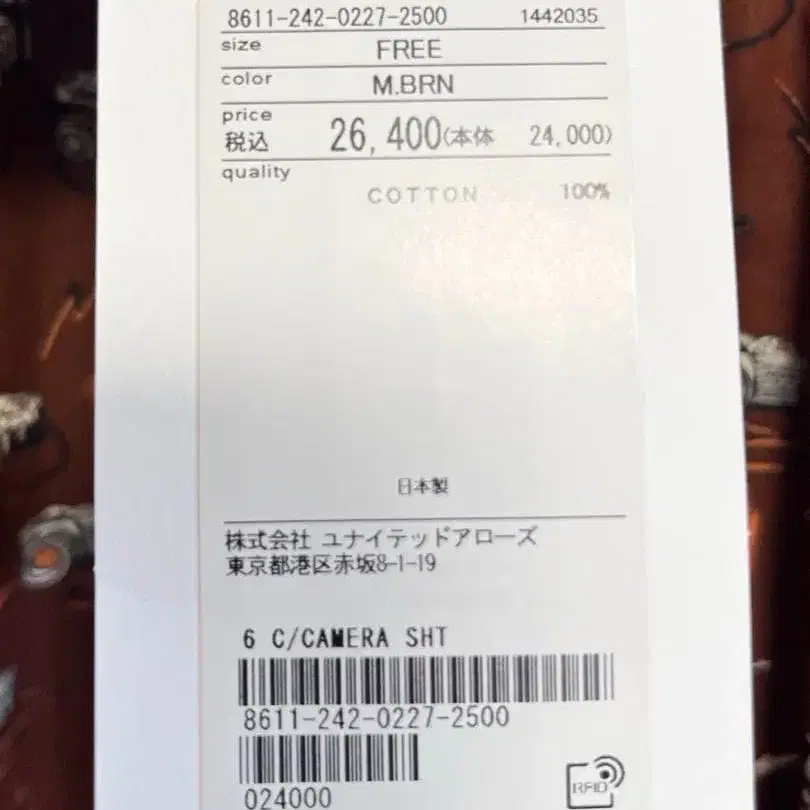 8611-242-0227-2500 1442035
size FREE
color M.BRN
price
税込 26,400(本体 24,000)
quality
COTTON 100%
日本製
株式会社 ユナイテッドアローズ
東京都港区赤坂8-1-19
6 C/CAMERA SHT
8611-242-0227-2500
024000
RFID